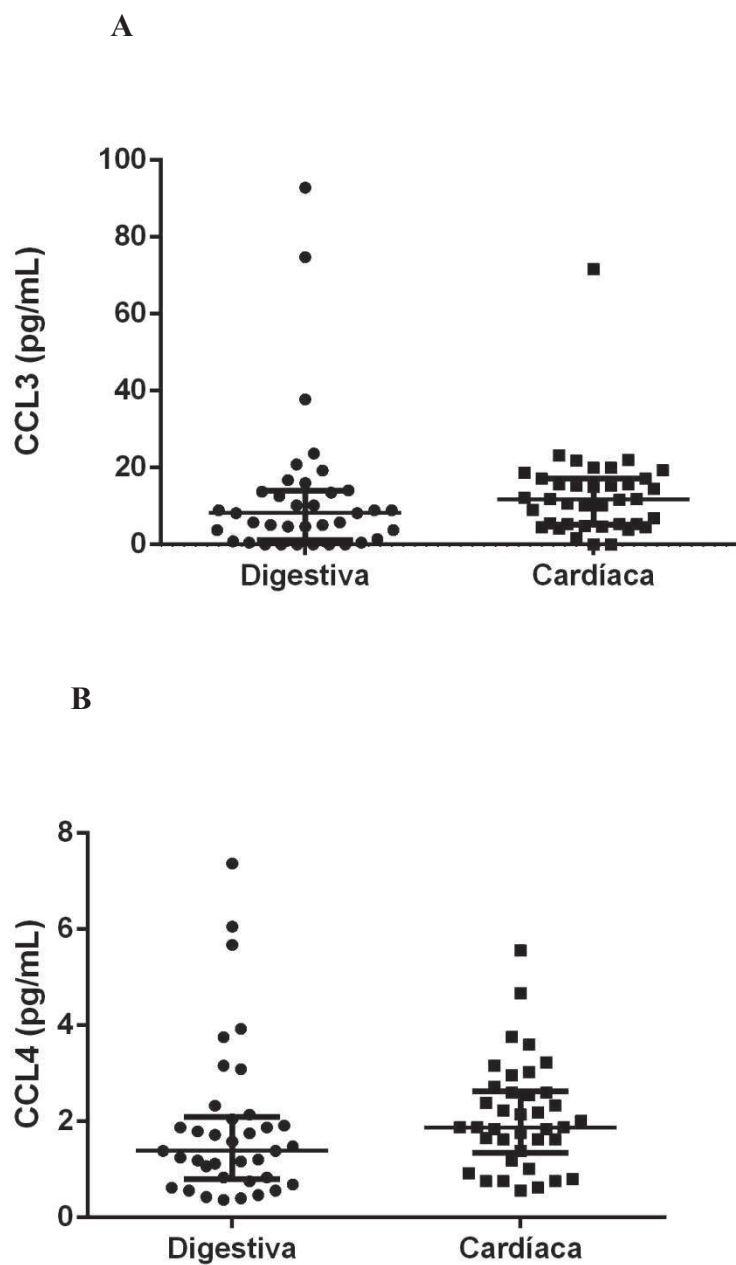 A
CCL3 (pg/mL)
100
80
60
40
20
0
Digestiva
Cardíaca
B
CCL4 (pg/mL)
8
6
4
2
0
Digestiva
Cardíaca